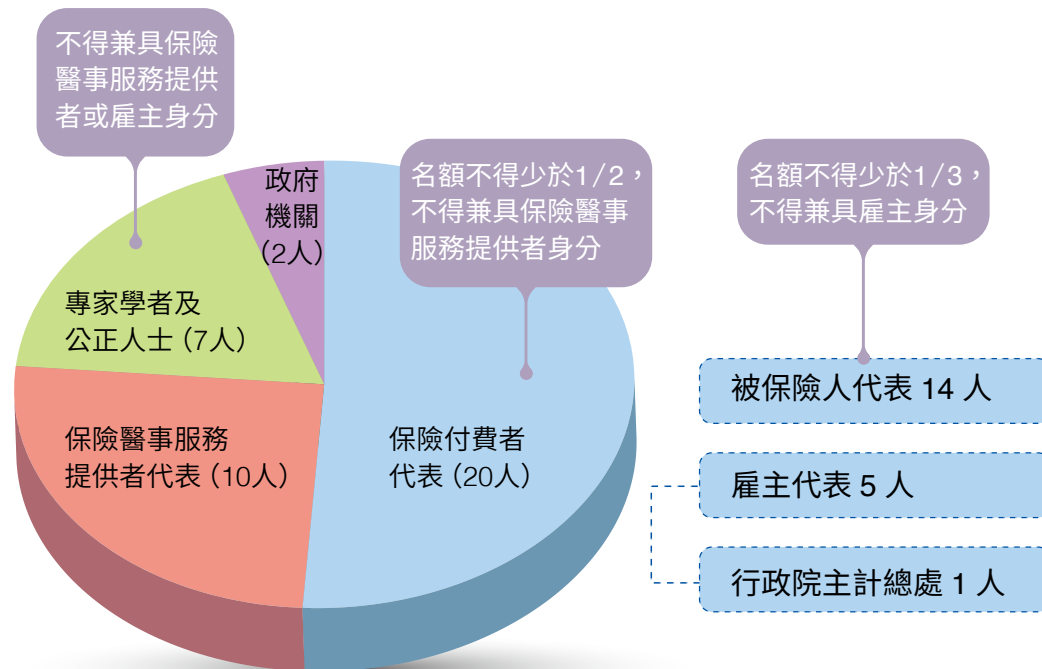 不得兼具保險
醫事服務提供
者或雇主身分
政府
機關
(2人)
名額不得少於1/2，
不得兼具保險醫事
服務提供者身分
名額不得少於1/3，
不得兼具雇主身分
專家學者及
公正人士 (7人)
保險醫事服務
提供者代表 (10人)
保險付費者
代表 (20人)
被保險人代表 14 人
雇主代表 5 人
行政院主計總處 1 人